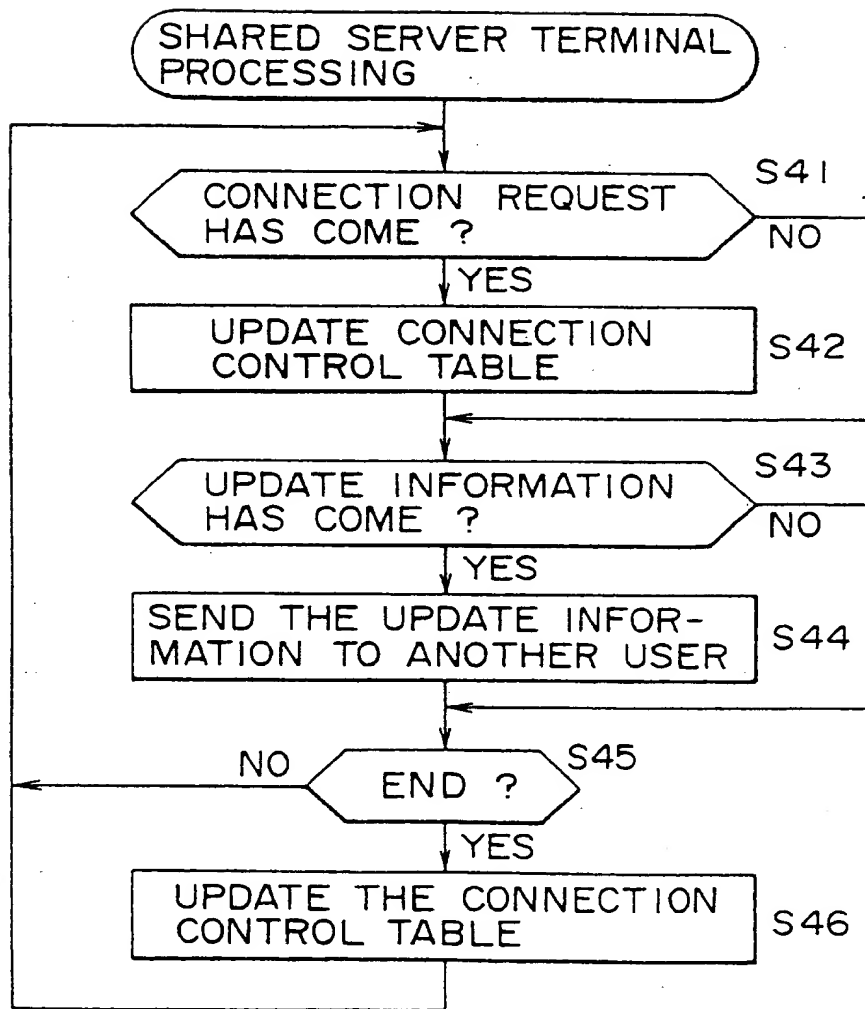 SHARED SERVER TERMINAL
PROCESSING
S41
CONNECTION REQUEST
HAS COME ?
NO
YES
UPDATE CONNECTION
CONTROL TABLE
S42
S43
UPDATE INFORMATION
HAS COME ?
NO
YES
SEND THE UPDATE INFOR-
MATION TO ANOTHER USER
S44
NO
END ?
S45
YES
UPDATE THE CONNECTION
CONTROL TABLE
S46